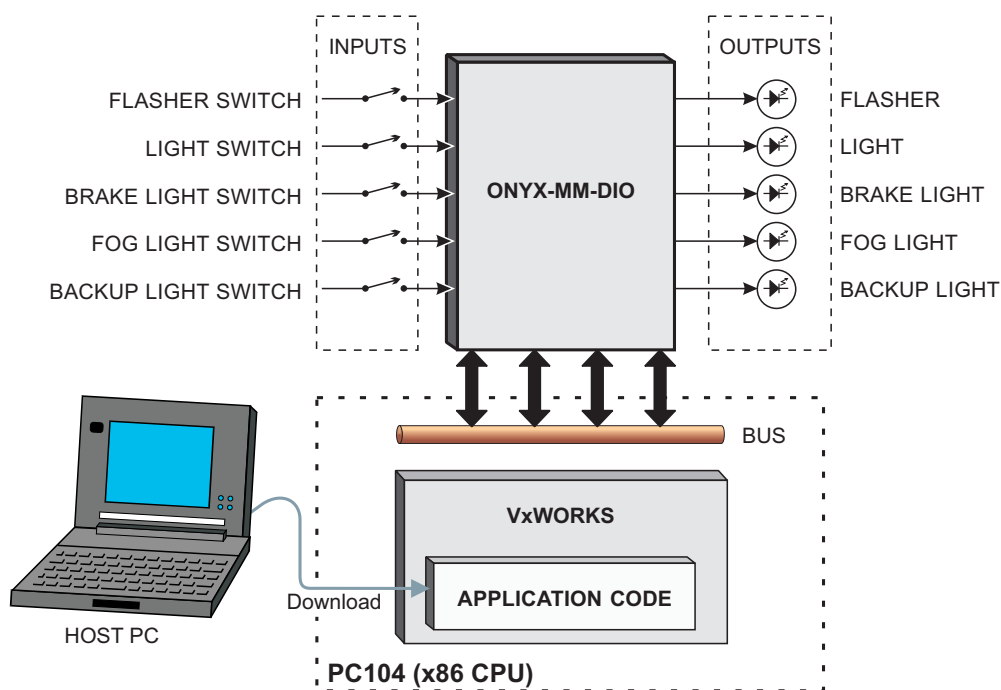 INPUTS
OUTPUTS
FLASHER SWITCH
FLASHER
LIGHT SWITCH
LIGHT
ONYX-MM-DIO
BRAKE LIGHT SWITCH
BRAKE LIGHT
FOG LIGHT SWITCH
FOG LIGHT
BACKUP LIGHT SWITCH
BACKUP LIGHT
BUS
VxWORKS
APPLICATION CODE
Download
HOST PC
PC104 (x86 CPU)